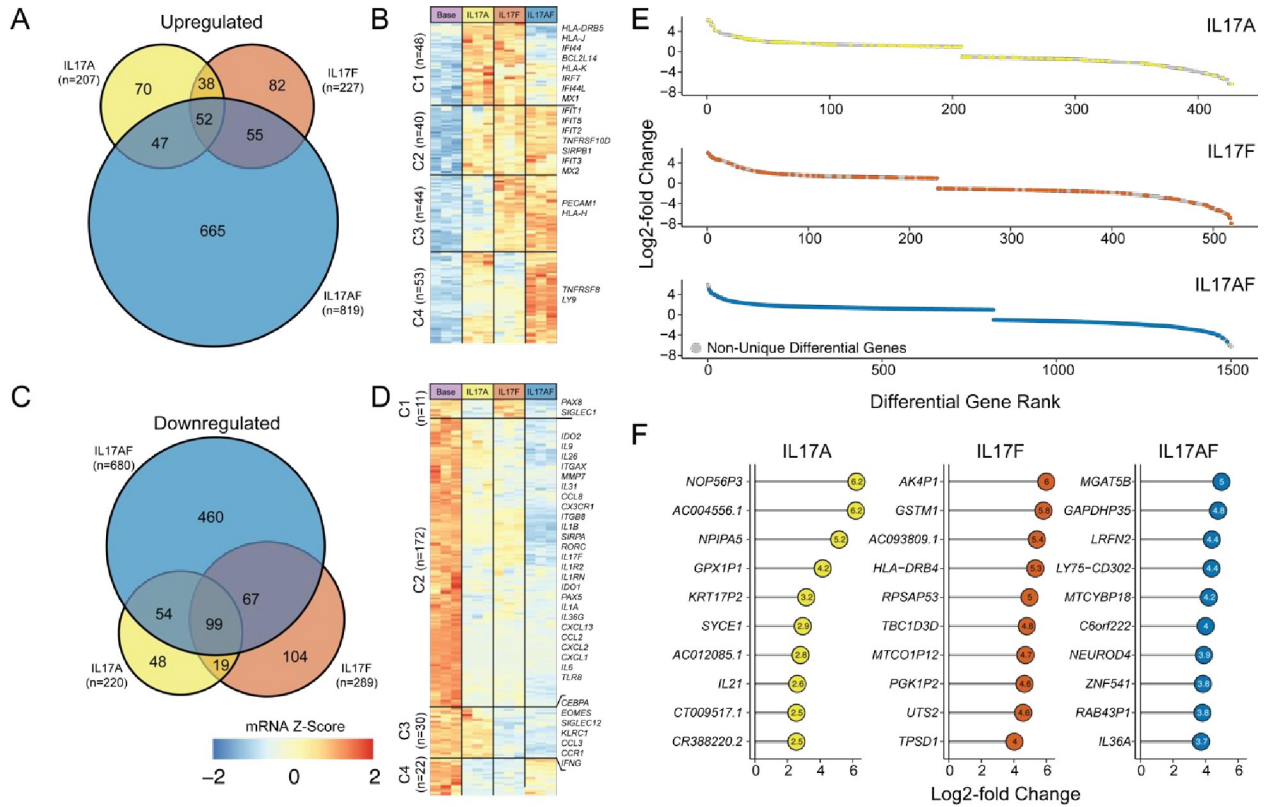 A
Upregulated
IL17A
(n=207)
IL17F
(n=227)
70
38
82
52
47
55
665
IL17AF
(n=819)
B
Base IL17A IL17F IL17AF
C1 (n=48)
HLA-DRB5
HLA-J
IFI44
BCL2L14
HLA-K
IRF7
IFI44L
MX1
C2 (n=40)
IFIT1
IFIT5
IFIT2
TNFRSF10D
SIRPB1
IFIT3
MX2
C3 (n=44)
PECAM1
HLA-H
C4 (n=53)
TNFRSF8
LY9
C
Downregulated
IL17AF
(n=680)
460
54
67
99
48
19
104
IL17A
(n=220)
IL17F
(n=289)
mRNA Z-Score
−2 0 2
D
Base IL17A IL17F IL17AF
C1
(n=11)
PAX8
SIGLEC1
C2 (n=172)
IDO2
IL9
IL26
ITGAX
MMP7
IL31
CCL8
CX3CR1
ITGB8
IL1B
SIRPA
RORC
IL17F
IL1R2
IL1RN
IDO1
PAX5
IL1A
IL36G
CXCL13
CCL2
CXCL2
CXCL1
IL6
TLR8
CEBPA
C3
(n=30)
EOMES
SIGLEC12
KLRC1
CCL3
CCR1
C4
(n=22)
IFNG
E
IL17A
4
0
−4
−8
0 100 200 300 400
IL17F
4
0
−4
−8
0 100 200 300 400 500
IL17AF
4
0
−4
−8
Non-Unique Differential Genes
0 500 1000 1500
Log2-fold Change
Differential Gene Rank
F
IL17A
NOP56P3 6.2
AC004556.1 6.2
NPIPA5 5.2
GPX1P1 4.2
KRT17P2 3.2
SYCE1 2.9
AC012085.1 2.8
IL21 2.6
CT009517.1 2.5
CR388220.2 2.5
0 2 4 6
IL17F
AK4P1 6
GSTM1 5.8
AC093809.1 5.4
HLA−DRB4 5.3
RPSAP53 5
TBC1D3D 4.8
MTCO1P12 4.7
PGK1P2 4.6
UTS2 4.6
TPSD1 4
0 2 4 6
IL17AF
MGAT5B 5
GAPDHP35 4.8
LRFN2 4.4
LY75−CD302 4.4
MTCYBP18 4.2
C6orf222 4
NEUROD4 3.9
ZNF541 3.8
RAB43P1 3.8
IL36A 3.7
0 2 4 6
Log2-fold Change